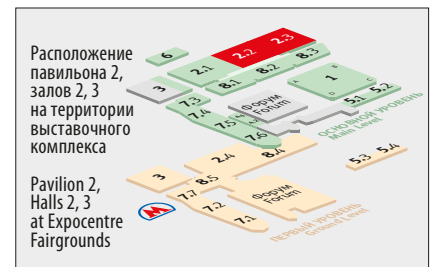 Расположение
павильона 2,
залов 2, 3
на территории
выставочного
комплекса
Pavilion 2,
Halls 2, 3
at Expocentre
Fairgrounds
6
2.1
2.2
2.3
3
8.1
8.2
8.3
7.3
7.4
7.5
7.6
Форум
Forum
A
B
C
D
1
5.1
5.2
ОСНОВНОЙ УРОВЕНЬ
Main Level
3
2.4
8.4
8.5
7.7
7.2
7.1
Форум
Forum
5.3
5.4
ПЕРВЫЙ УРОВЕНЬ
Ground Level
М